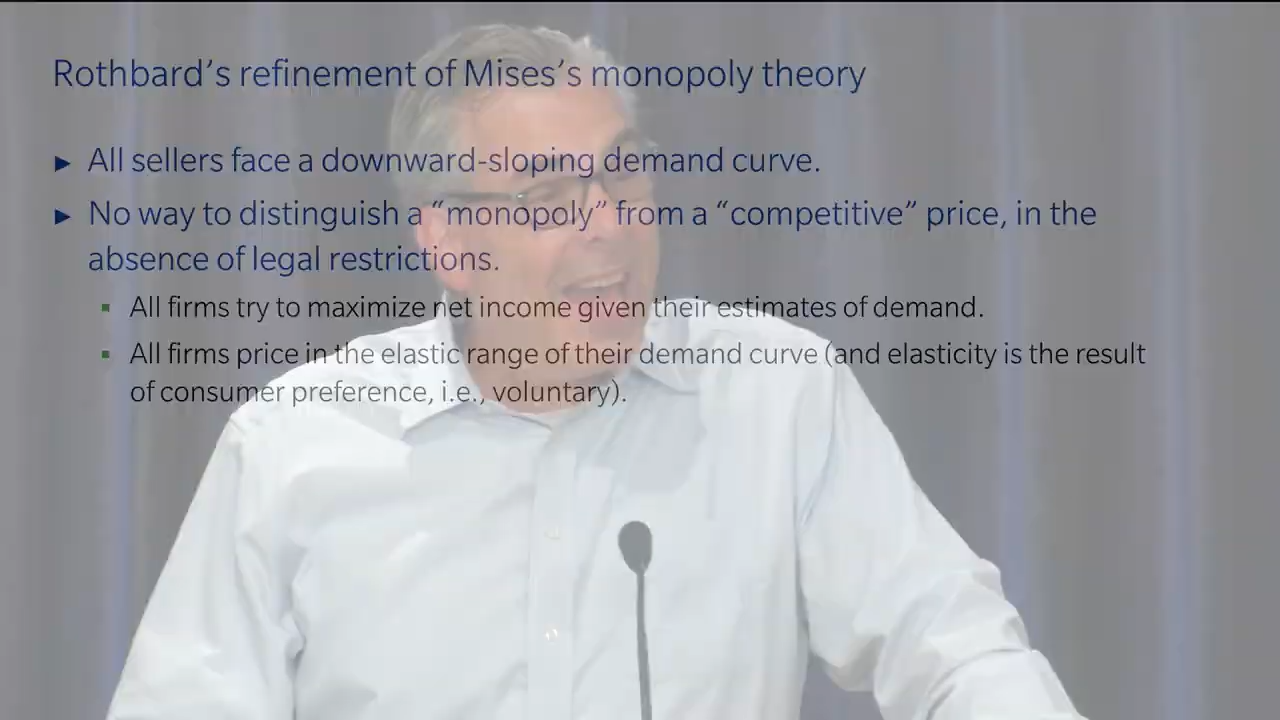 Rothbard’s refinement of Mises’s monopoly theory
► All sellers face a downward-sloping demand curve.
► No way to distinguish a “monopoly” from a “competitive” price, in the
absence of legal restrictions.
▪ All firms try to maximize net income given their estimates of demand.
▪ All firms price in the elastic range of their demand curve (and elasticity is the result
of consumer preference, i.e., voluntary).